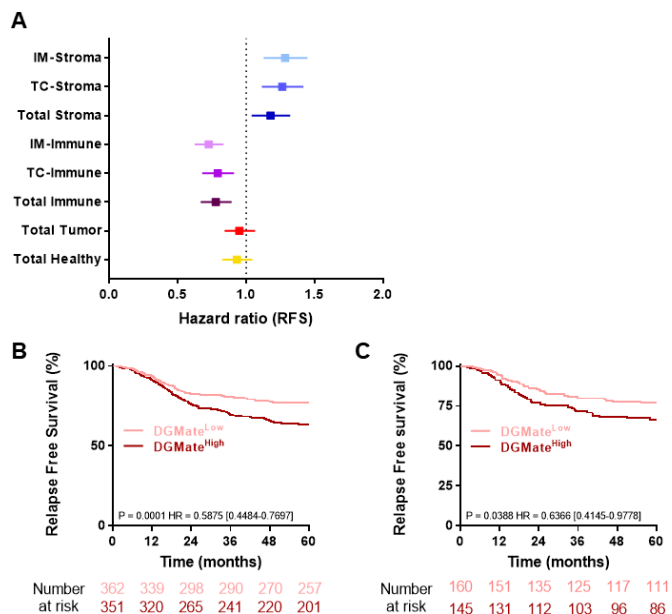 A
IM-Stroma
TC-Stroma
Total Stroma
IM-Immune
TC-Immune
Total Immune
Total Tumor
Total Healthy
0.0 0.5 1.0 1.5 2.0
Hazard ratio (RFS)
B
Relapse Free Survival (%)
100
50
0
DGMateLow
DGMateHigh
P = 0.0001 HR = 0.5875 [0.4484-0.7697]
0 12 24 36 48 60
Time (months)
Number at risk
362 339 298 290 270 257
351 320 265 241 220 201
C
Relapse Free survival (%)
100
75
50
25
0
DGMateLow
DGMateHigh
P = 0.0388 HR = 0.6366 [0.4145-0.9778]
0 12 24 36 48 60
Time (months)
Number at risk
160 151 135 125 117 111
145 131 112 103 96 86